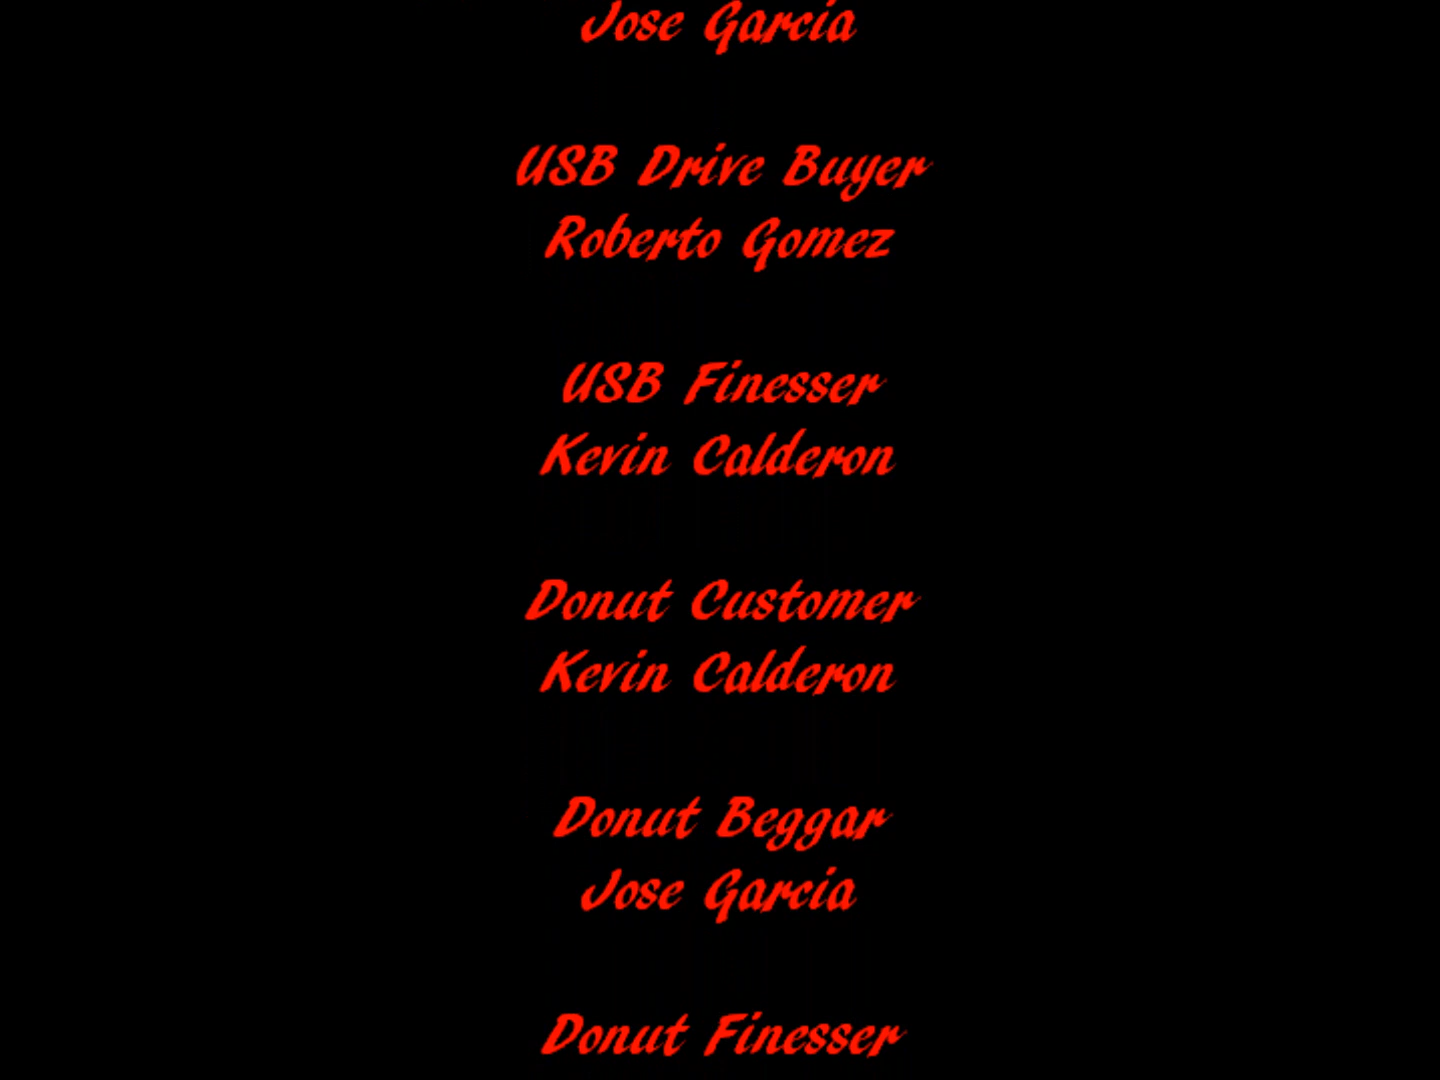 Jose Garcia
USB Drive Buyer
Roberto Gomez
USB Finesser
Kevin Calderon
Donut Customer
Kevin Calderon
Donut Beggar
Jose Garcia
Donut Finesser